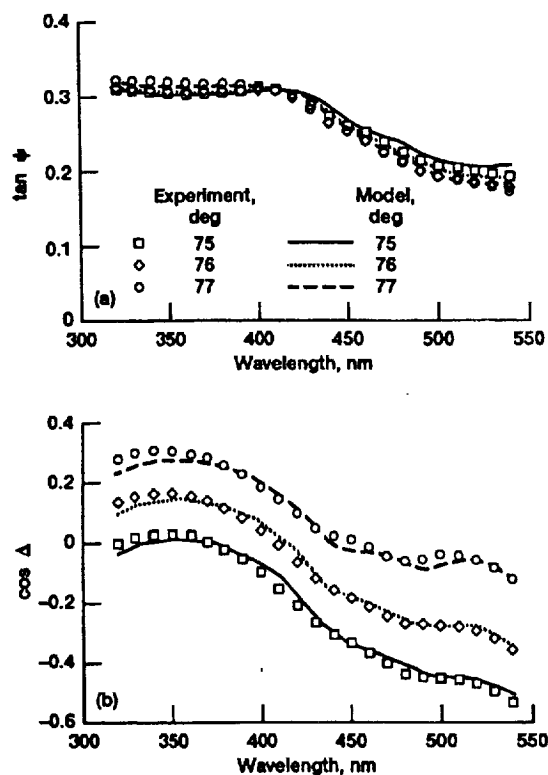 0.4
0.3
0.2
0.1
0
tan ψ
Experiment, deg
Model, deg
75
76
77
75
76
77
(a)
300 350 400 450 500 550
Wavelength, nm
0.4
0.2
0
−0.2
−0.4
−0.6
cos Δ
(b)
300 350 400 450 500 550
Wavelength, nm